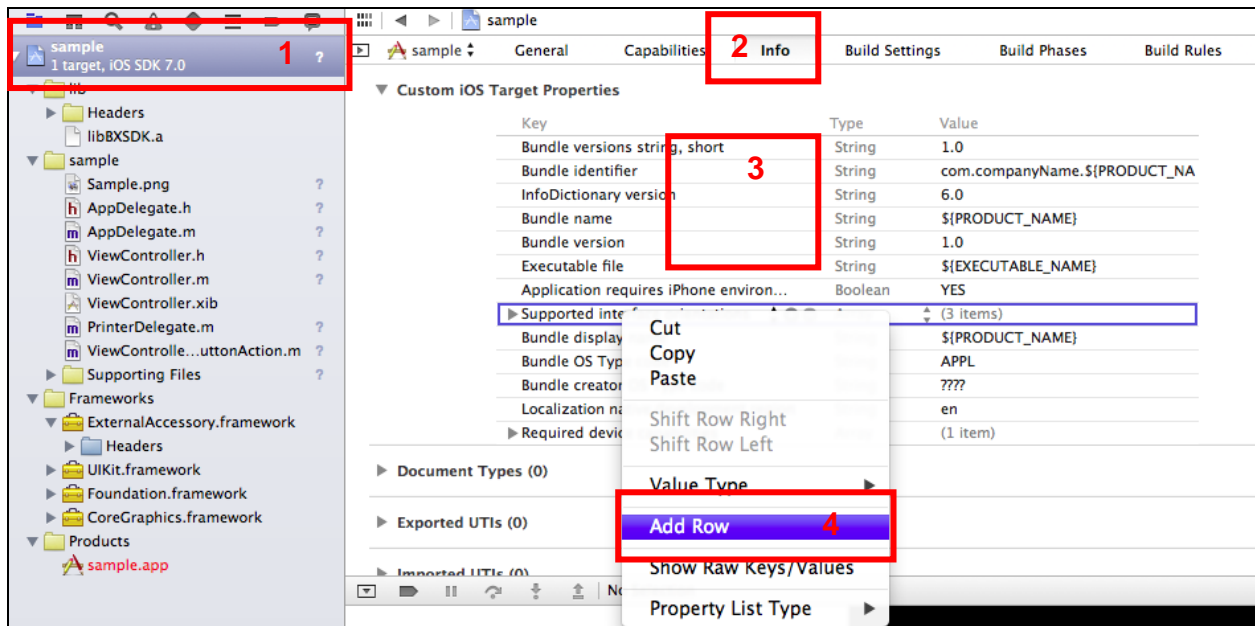 sample
1 target, iOS SDK 7.0
1
?
lib
Headers
libBXSDK.a
sample
Sample.png ?
AppDelegate.h ?
AppDelegate.m ?
ViewController.h ?
ViewController.m ?
ViewController.xib
PrinterDelegate.m ?
ViewControlle...uttonAction.m ?
Supporting Files ?
Frameworks
ExternalAccessory.framework
Headers
UIKit.framework
Foundation.framework
CoreGraphics.framework
Products
sample.app
sample
sample General Capabilities 2 Info Build Settings Build Phases Build Rules
Custom iOS Target Properties
Key Type Value
Bundle versions string, short String 1.0
3
Bundle identifier String com.companyName.${PRODUCT_NA
InfoDictionary version String 6.0
Bundle name String ${PRODUCT_NAME}
Bundle version String 1.0
Executable file String ${EXECUTABLE_NAME}
Application requires iPhone environ... Boolean YES
Supported (3 items)
Bundle display ${PRODUCT_NAME}
Bundle OS Typ APPL
Bundle creator ????
Localization na en
Required devic (1 item)
Document Types (0)
Exported UTIs (0)
Imported UTIs (0)
Cut
Copy
Paste
Shift Row Right
Shift Row Left
Value Type
Add Row 4
Show Raw Keys/Values
Property List Type